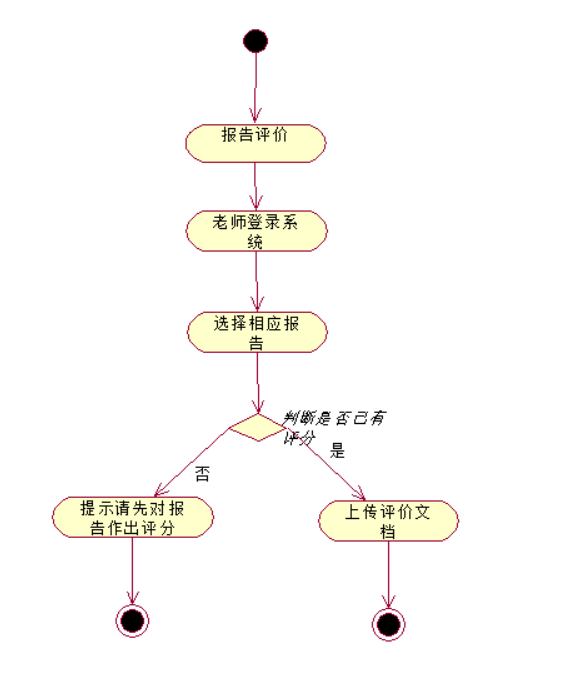 报告评价
老师登录系
统
选择相应报
告
判断是否已有
评分
是
否
提示请先对报
告作出评分
上传评价文
档